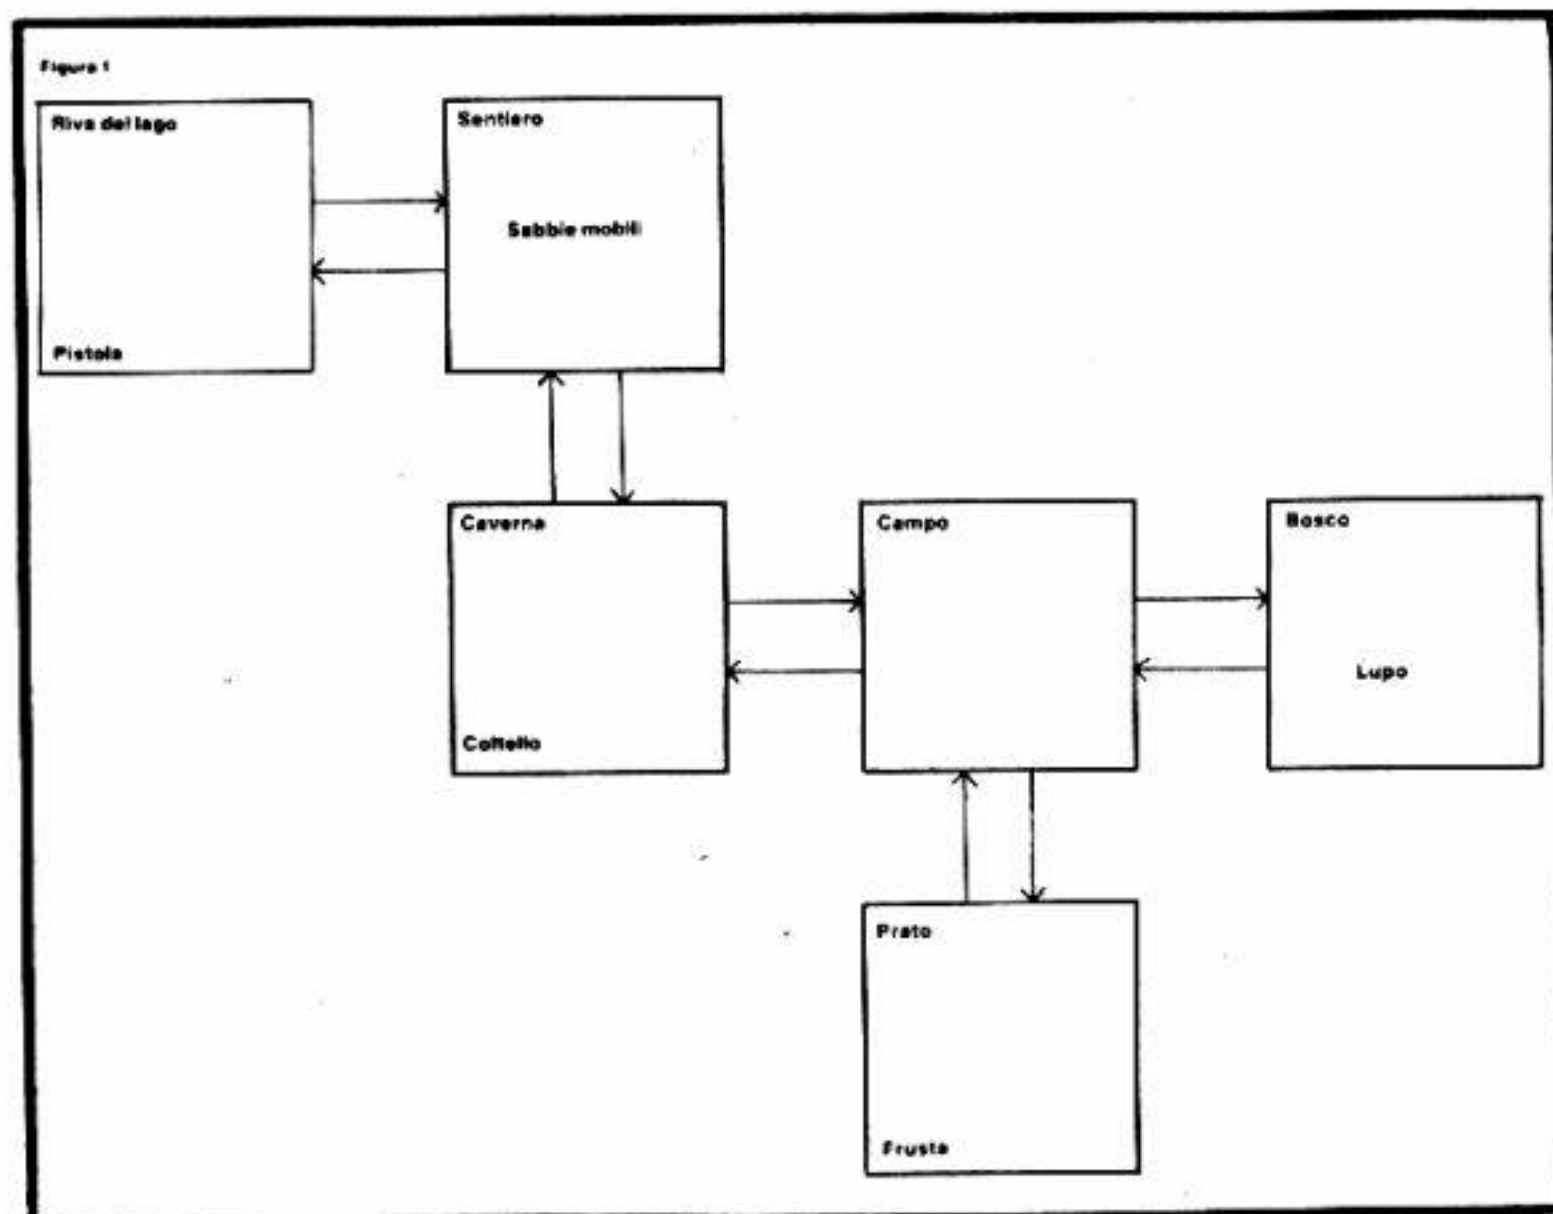 Figura 1
Riva del lago
Pistola
Sentiero
Sabbie mobili
Caverna
Coltello
Campo
Bosco
Lupo
Prato
Frusta